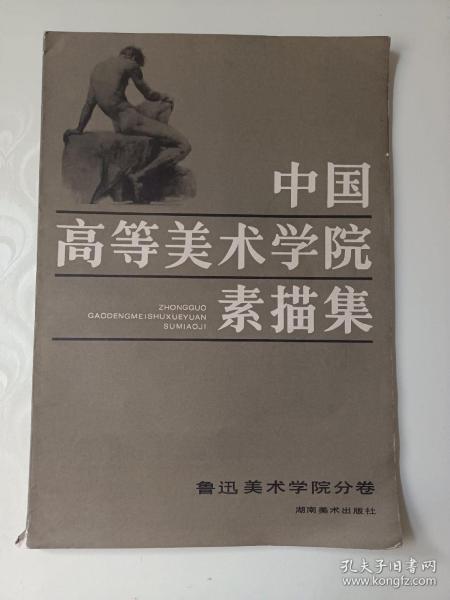 中国
高等美术学院
素描集
ZHONGGUO
GAODENGMEISHUXUEYUAN
SUMIAOJI
鲁迅美术学院分卷
湖南美术出版社
孔夫子旧书网
www.kongfz.com